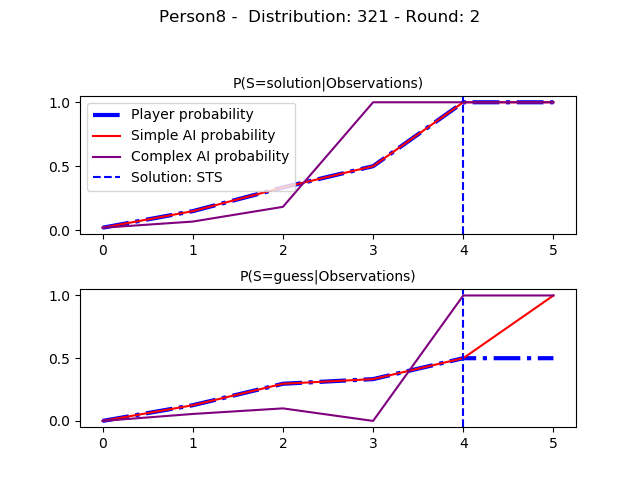 Person8 -  Distribution: 321 - Round: 2
P(S=solution|Observations)
1.0
0.5
0.0
Player probability
Simple AI probability
Complex AI probability
Solution: STS
0 1 2 3 4 5
P(S=guess|Observations)
1.0
0.5
0.0
0 1 2 3 4 5